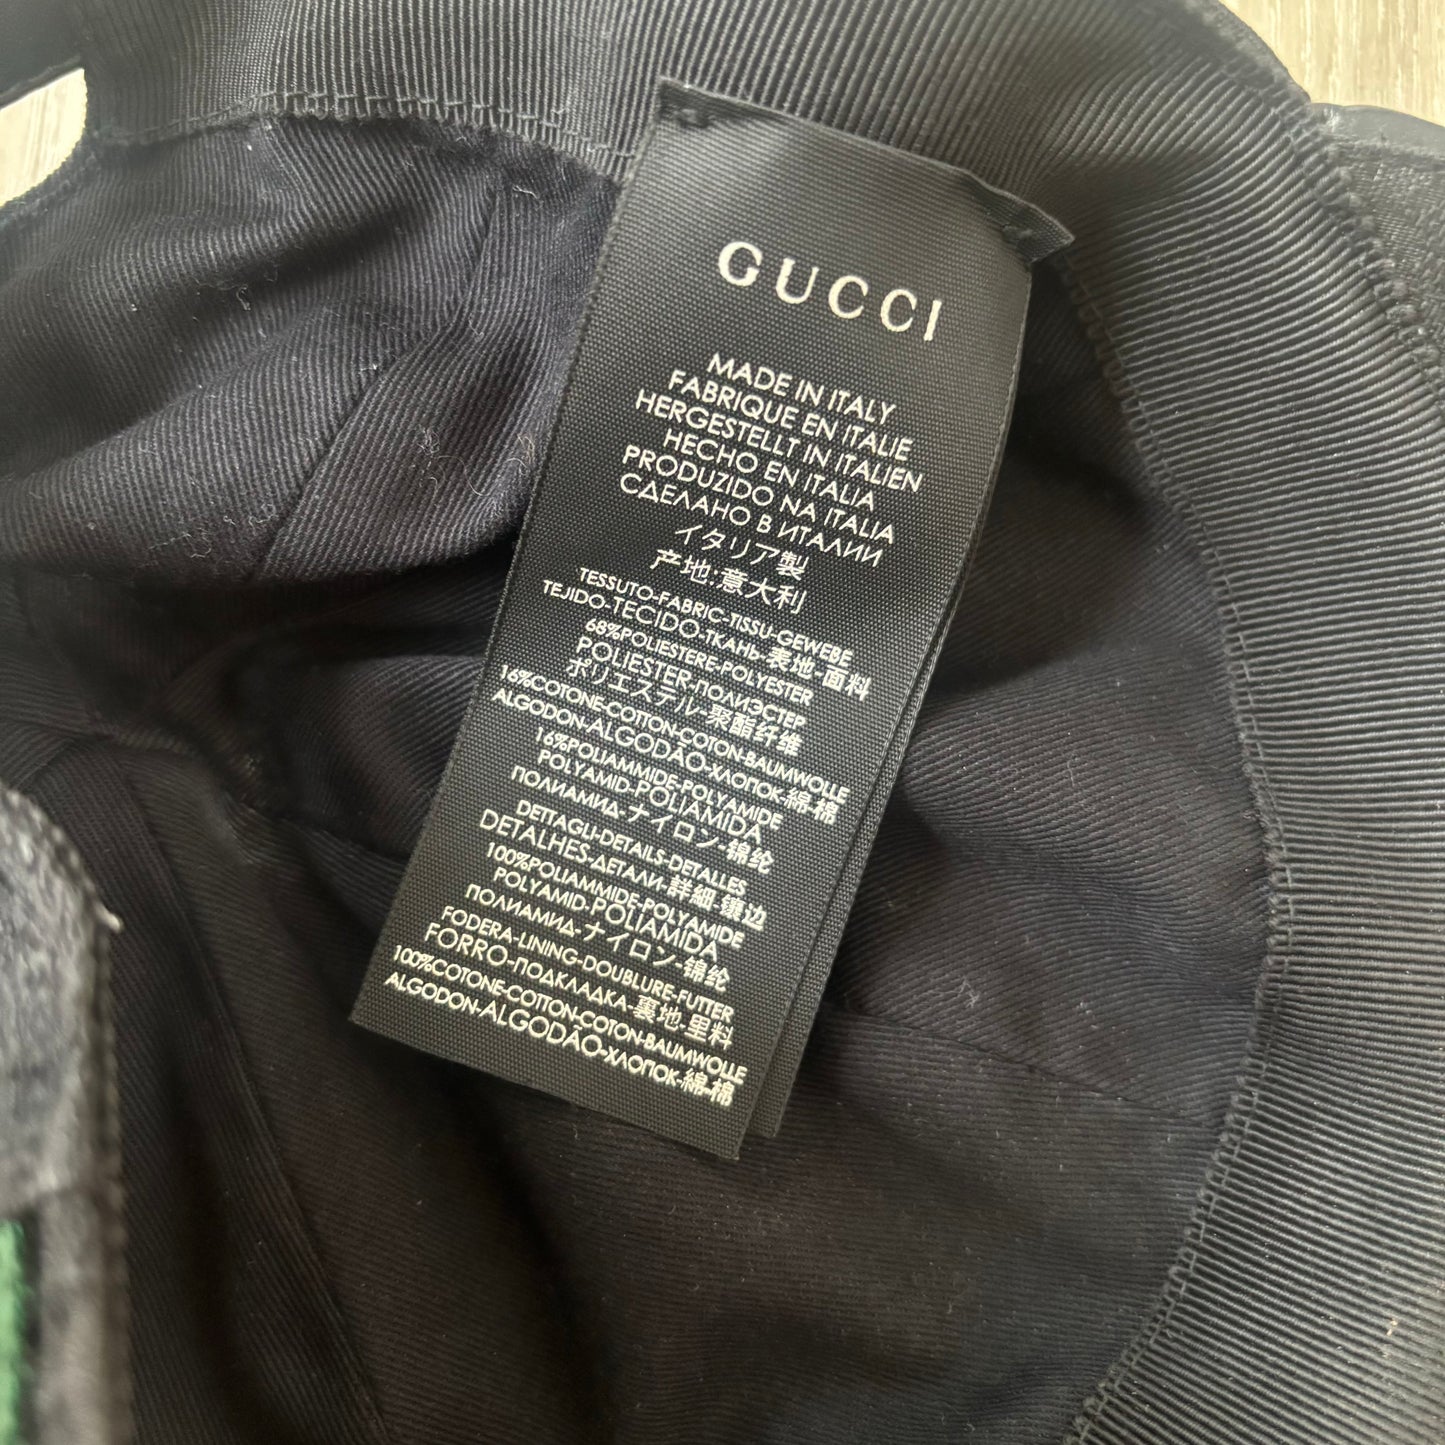 GUCCI
MADE IN ITALY
FABRIQUE EN ITALIE
HERGESTELLT IN ITALIEN
HECHO EN ITALIA
PRODUZIDO NA ITALIA
СДЕЛАНО В ИТАЛИИ
イタリア製
产地:意大利
TESSUTO-FABRIC-TISSU-GEWEBE
TEJIDO-TECIDO-ТКАНЬ-表地-面料
68%POLIESTERE-POLYESTER
POLIESTER-ПОЛИЭСТЕР
ポリエステル-聚酯纤维
16%COTONE-COTTON-COTON-BAUMWOLLE
ALGODON-ALGODÃO-ХЛОПОК-綿-棉
16%POLIAMMIDE-POLYAMIDE
POLYAMID-POLIAMIDA
ПОЛИАМИД-ナイロン-锦纶
DETTAGLI-DETAILS-DETALLES
DETALHES-ДЕТАЛИ-詳細-镶边
100%POLIAMMIDE-POLYAMIDE
POLYAMID-POLIAMIDA
ПОЛИАМИД-ナイロン-锦纶
FODERA-LINING-DOUBLURE-FUTTER
FORRO-ПОДКЛАДКА-裏地-里料
100%COTONE-COTTON-COTON-BAUMWOLLE
ALGODON-ALGODÃO-ХЛОПОК-綿-棉